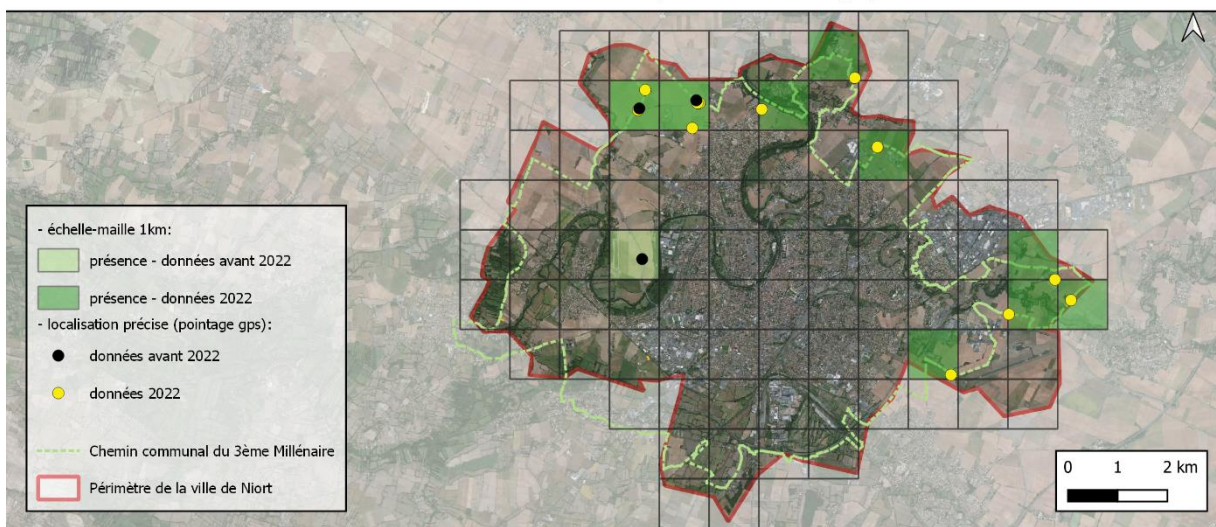 - échelle-maille 1km:
présence - données avant 2022
présence - données 2022
- localisation précise (pointage gps):
données avant 2022
données 2022
Chemin communal du 3ème Millénaire
Périmètre de la ville de Niort
0 1 2 km